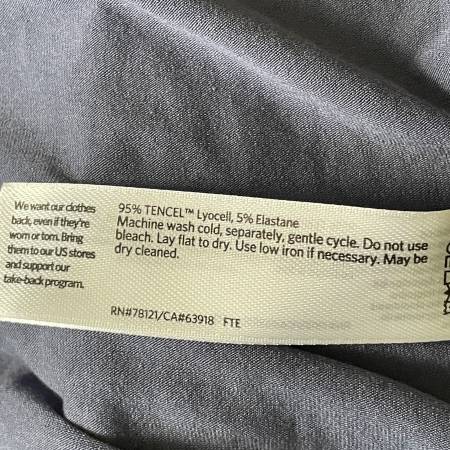 We want our clothes
back, even if they're
worn or torn. Bring
them to our US stores
and support our
take-back program.
95% TENCEL™ Lyocell, 5% Elastane
Machine wash cold, separately, gentle cycle. Do not use
bleach. Lay flat to dry. Use low iron if necessary. May be
dry cleaned.
RN#78121/CA#63918 FTE